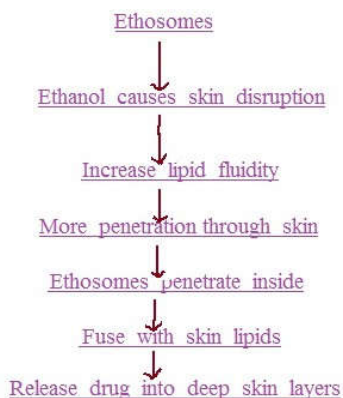 Ethosomes
Ethanol causes skin disruption
Increase lipid fluidity
More penetration through skin
Ethosomes penetrate inside
Fuse with skin lipids
Release drug into deep skin layers